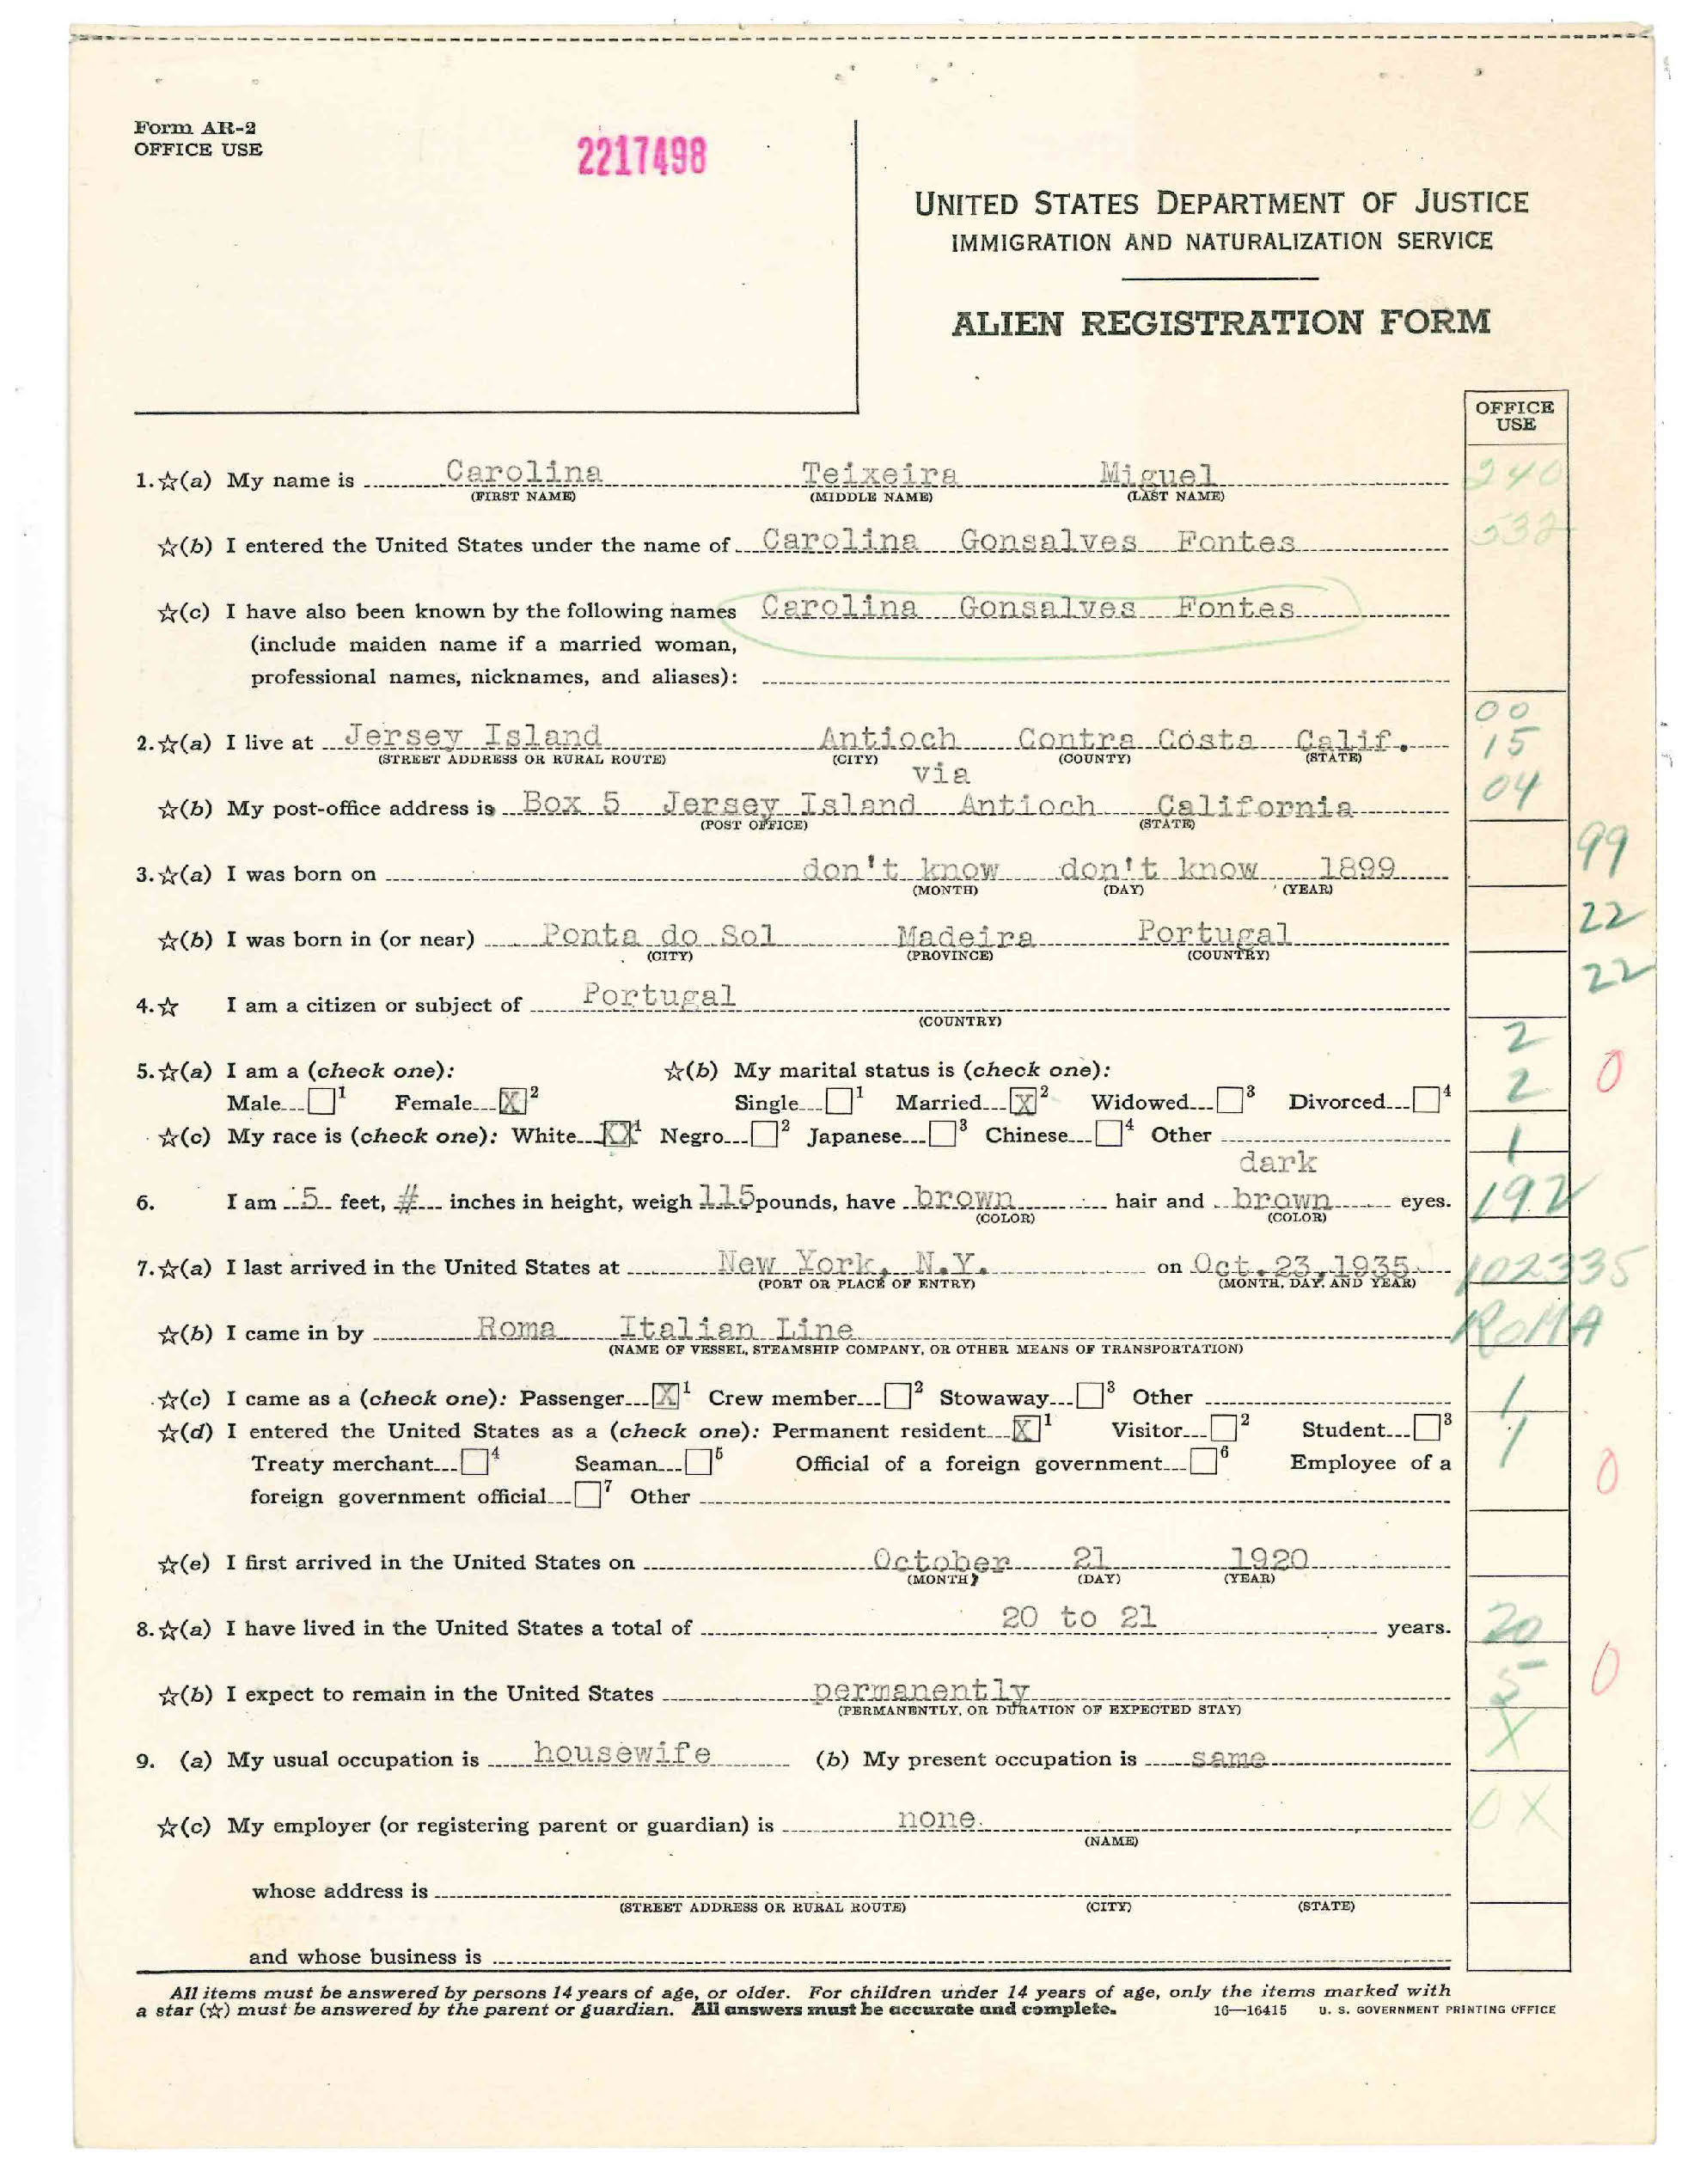 Form AR-2
OFFICE USE
2217498
UNITED STATES DEPARTMENT OF JUSTICE
IMMIGRATION AND NATURALIZATION SERVICE
ALIEN REGISTRATION FORM
OFFICE USE
1.☆(a) My name is Carolina Teixeira Miguel 240
(FIRST NAME) (MIDDLE NAME) (LAST NAME)
☆(b) I entered the United States under the name of Carolina Gonsalves Fontes 532
☆(c) I have also been known by the following names Carolina Gonsalves Fontes
(include maiden name if a married woman,
professional names, nicknames, and aliases):
00
2.☆(a) I live at Jersey Island Antioch Contra Costa Calif. 15
(STREET ADDRESS OR RURAL ROUTE) (CITY) (COUNTY) (STATE)
via
☆(b) My post-office address is Box 5 Jersey Island Antioch California 04
(POST OFFICE) (STATE)
3.☆(a) I was born on don't know don't know 1899 99
(MONTH) (DAY) (YEAR)
☆(b) I was born in (or near) Ponta do Sol Madeira Portugal 22
(CITY) (PROVINCE) (COUNTRY)
4.☆ I am a citizen or subject of Portugal 22
(COUNTRY)
2
5.☆(a) I am a (check one): ☆(b) My marital status is (check one): 0
Male 1 Female X 2 Single 1 Married X 2 Widowed 3 Divorced 4 2
☆(c) My race is (check one): White X 1 Negro 2 Japanese 3 Chinese 4 Other 1
dark
6. I am 5 feet, # inches in height, weigh 115 pounds, have brown hair and brown eyes. 192
(COLOR) (COLOR)
7.☆(a) I last arrived in the United States at New York, N.Y. on Oct. 23, 1935 102335
(PORT OR PLACE OF ENTRY) (MONTH, DAY, AND YEAR)
☆(b) I came in by Roma Italian Line ROMA
(NAME OF VESSEL, STEAMSHIP COMPANY, OR OTHER MEANS OF TRANSPORTATION)
☆(c) I came as a (check one): Passenger X 1 Crew member 2 Stowaway 3 Other 1
☆(d) I entered the United States as a (check one): Permanent resident X 1 Visitor 2 Student 3 1
Treaty merchant 4 Seaman 5 Official of a foreign government 6 Employee of a 0
foreign government official 7 Other
☆(e) I first arrived in the United States on October 21 1920
(MONTH) (DAY) (YEAR)
8.☆(a) I have lived in the United States a total of 20 to 21 years. 20
☆(b) I expect to remain in the United States permanently 5 0
(PERMANENTLY, OR DURATION OF EXPECTED STAY)
9. (a) My usual occupation is housewife (b) My present occupation is same X
☆(c) My employer (or registering parent or guardian) is none. 0X
(NAME)
whose address is
(STREET ADDRESS OR RURAL ROUTE) (CITY) (STATE)
and whose business is
All items must be answered by persons 14 years of age, or older. For children under 14 years of age, only the items marked with
a star (☆) must be answered by the parent or guardian. All answers must be accurate and complete. 16—16415 U. S. GOVERNMENT PRINTING OFFICE